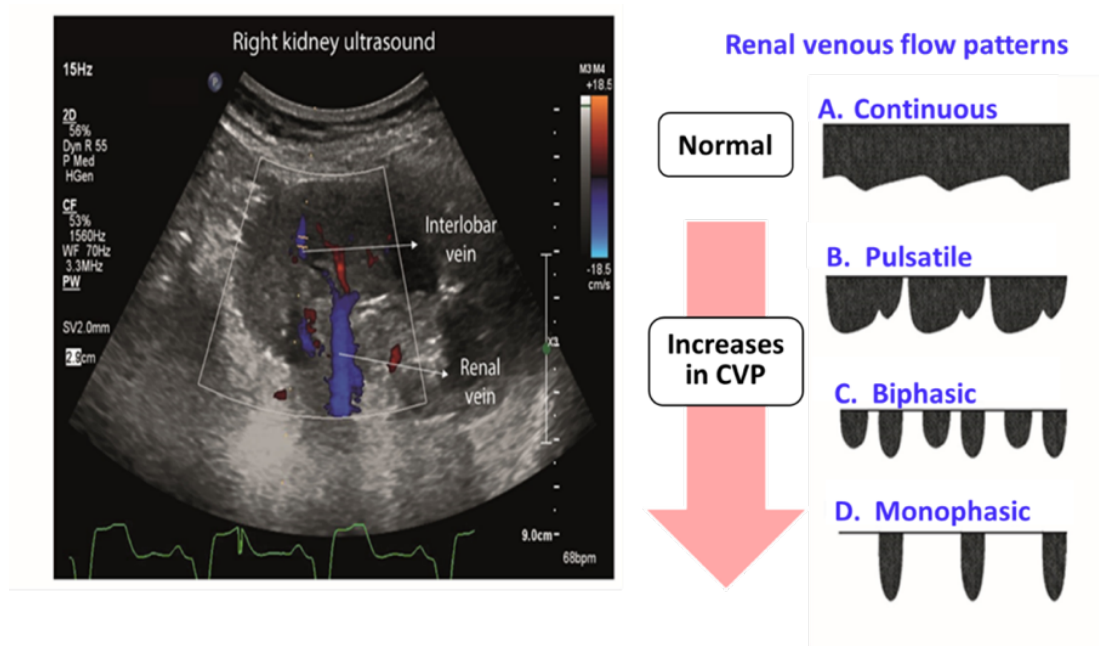 Right kidney ultrasound
15Hz
2D
56%
Dyn R 55
P Med
HGen
CF
53%
1560Hz
WF 70Hz
3.3MHz
PW
SV2.0mm
2.9cm
P
M3 M4
+18.5
-18.5
cm/s
Interlobar
vein
Renal
vein
9.0cm
68bpm
Renal venous flow patterns
Normal
Increases
in CVP
A. Continuous
B. Pulsatile
C. Biphasic
D. Monophasic